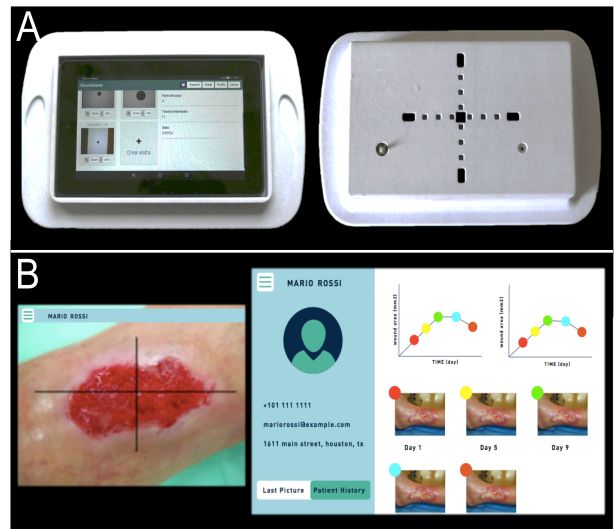 A
Crea visita
B
MARIO ROSSI
MARIO ROSSI
+101 111 1111
mariorossi@example.com
1611 main street, houston, tx
Last Picture
Patient History
wound area (mm2)
TIME (day)
wound area (mm2)
TIME (day)
Day 1
Day 5
Day 9